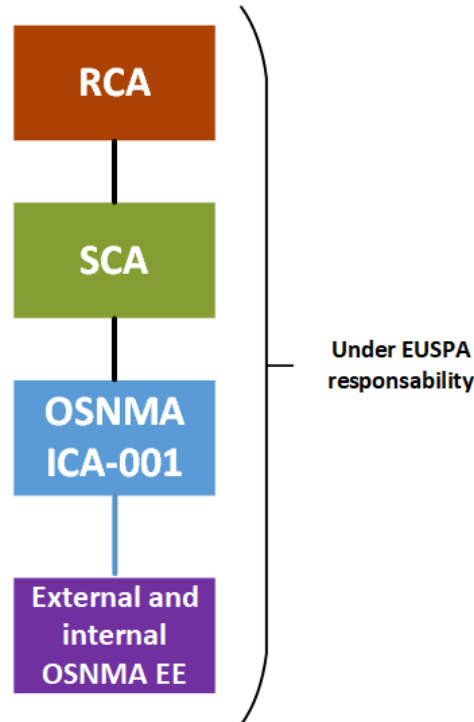 RCA
SCA
OSNMA
ICA-001
External and
internal
OSNMA EE
Under EUSPA
responsability